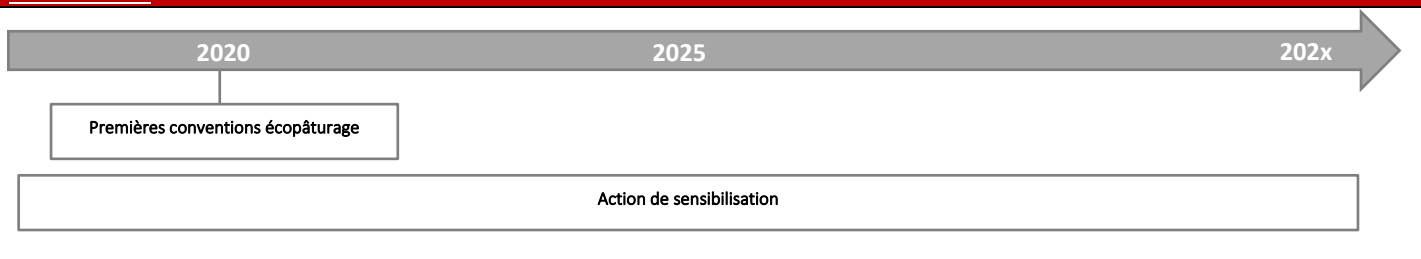 2020 2025 202x
Premières conventions écopâturage
Action de sensibilisation